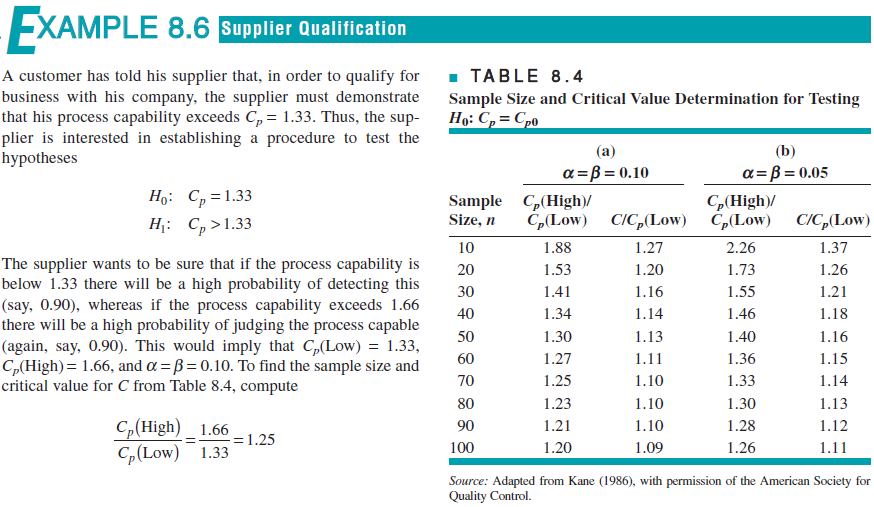 EXAMPLE 8.6 Supplier Qualification
A customer has told his supplier that, in order to qualify for
business with his company, the supplier must demonstrate
that his process capability exceeds Cp = 1.33. Thus, the sup-
plier is interested in establishing a procedure to test the
hypotheses
H0: Cp = 1.33
H1: Cp > 1.33
The supplier wants to be sure that if the process capability is
below 1.33 there will be a high probability of detecting this
(say, 0.90), whereas if the process capability exceeds 1.66
there will be a high probability of judging the process capable
(again, say, 0.90). This would imply that Cp(Low) = 1.33,
Cp(High) = 1.66, and α = β = 0.10. To find the sample size and
critical value for C from Table 8.4, compute
Cp(High)/Cp(Low) = 1.66/1.33 = 1.25
TABLE 8.4
Sample Size and Critical Value Determination for Testing
H0: Cp = Cp0
(a) (b)
α = β = 0.10 α = β = 0.05
Sample Cp(High)/ Cp(High)/
Size, n Cp(Low) C/Cp(Low) Cp(Low) C/Cp(Low)
10 1.88 1.27 2.26 1.37
20 1.53 1.20 1.73 1.26
30 1.41 1.16 1.55 1.21
40 1.34 1.14 1.46 1.18
50 1.30 1.13 1.40 1.16
60 1.27 1.11 1.36 1.15
70 1.25 1.10 1.33 1.14
80 1.23 1.10 1.30 1.13
90 1.21 1.10 1.28 1.12
100 1.20 1.09 1.26 1.11
Source: Adapted from Kane (1986), with permission of the American Society for
Quality Control.